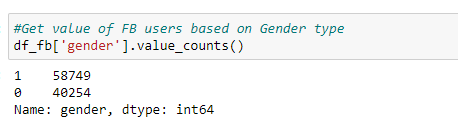 #Get value of FB users based on Gender type
df_fb['gender'].value_counts()
1    58749
0    40254
Name: gender, dtype: int64